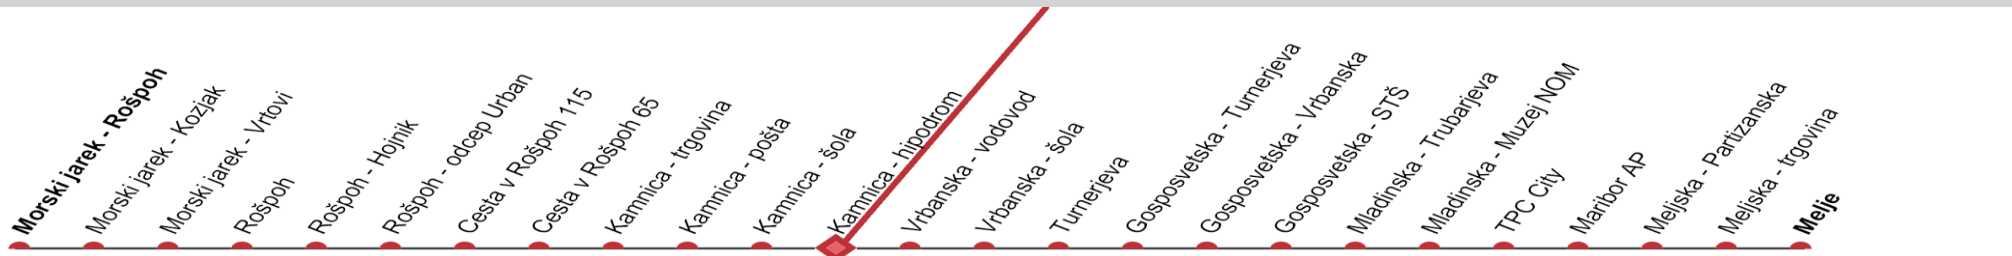 Morski jarek - Rošpoh
Morski jarek - Kozjak
Morski jarek - Vrtovi
Rošpoh
Rošpoh - Hojnik
Rošpoh - odcep Urban
Cesta v Rošpoh 115
Cesta v Rošpoh 65
Kamnica - trgovina
Kamnica - pošta
Kamnica - šola
Kamnica - hipodrom
Vrbanska - vodovod
Vrbanska - šola
Turnerjeva
Gosposvetska - Turnerjeva
Gosposvetska - Vrbanska
Gosposvetska - STŠ
Mladinska - Trubarjeva
Mladinska - Muzej NOM
TPC City
Maribor AP
Meljska - Partizanska
Meljska - trgovina
Melje